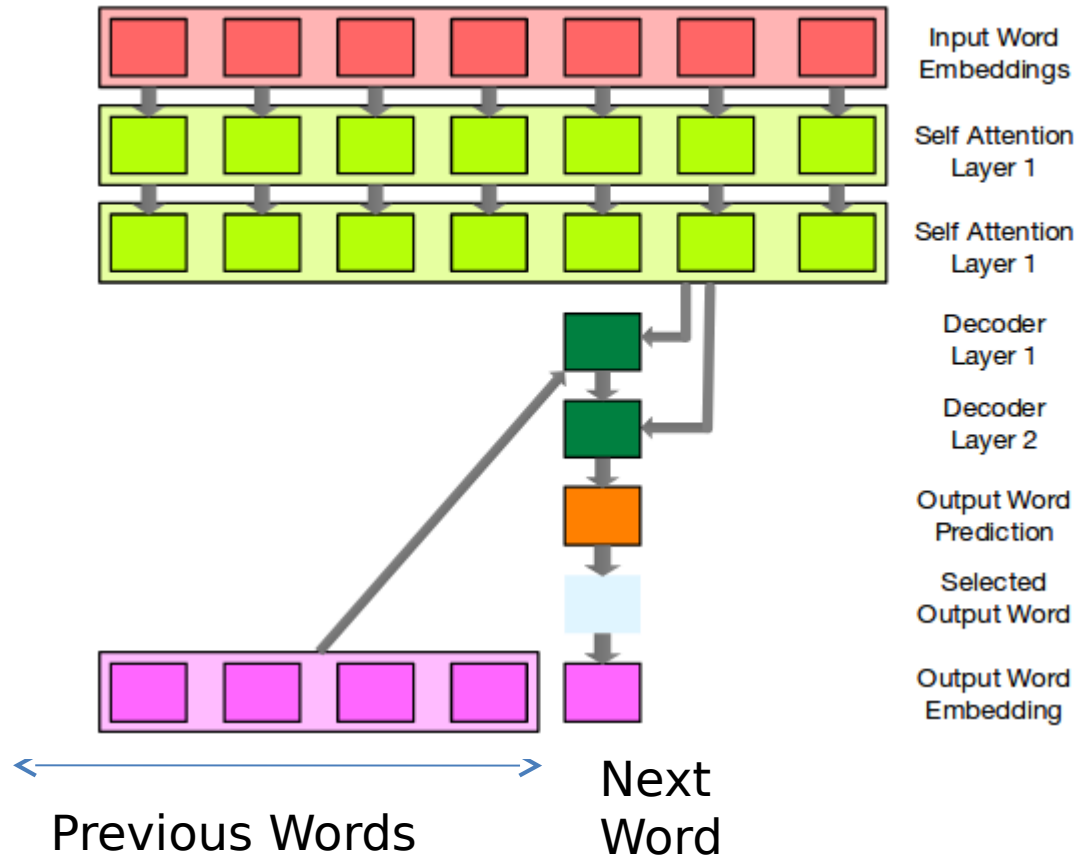 Input Word
Embeddings
Self Attention
Layer 1
Self Attention
Layer 1
Decoder
Layer 1
Decoder
Layer 2
Output Word
Prediction
Selected
Output Word
Output Word
Embedding
Previous Words
Next
Word